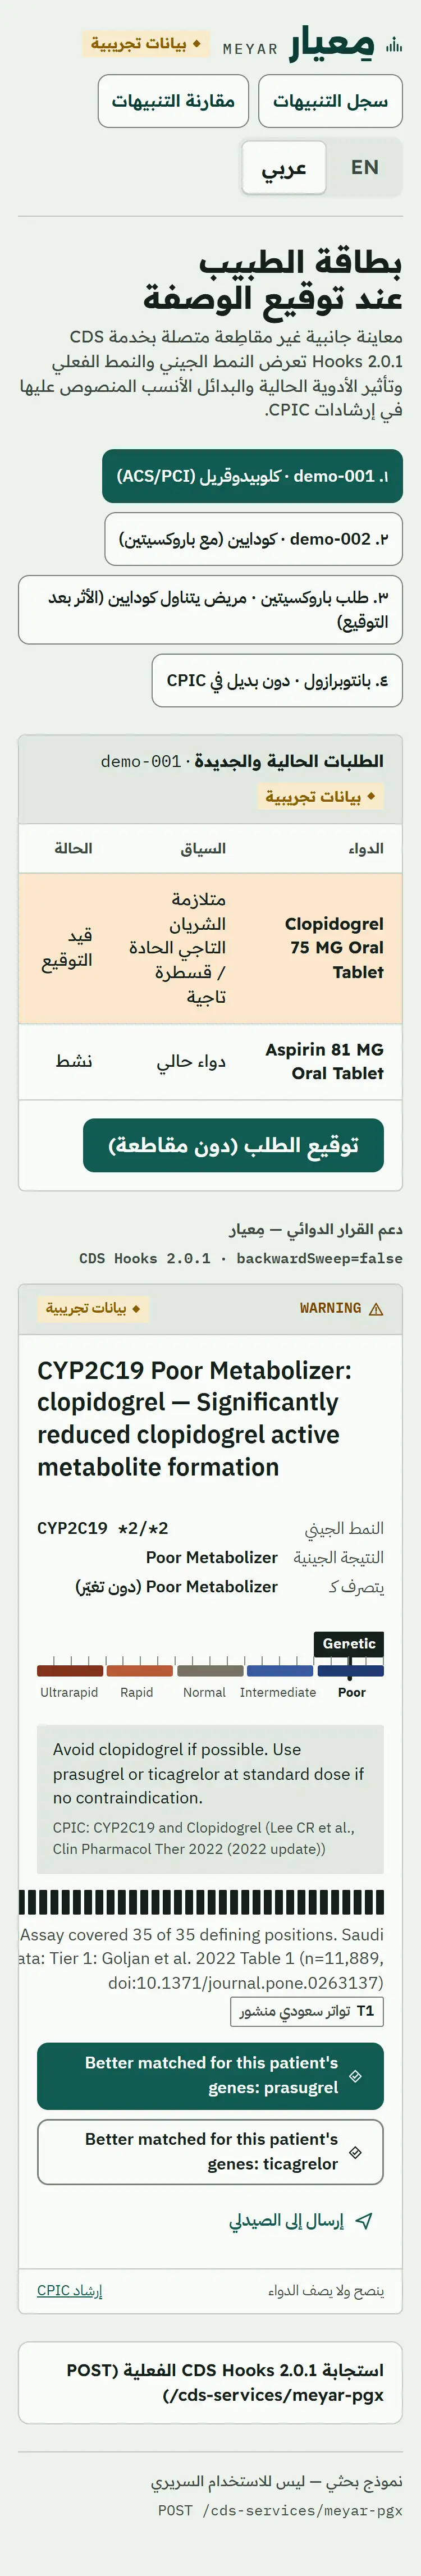 مِعيار MEYAR ◆ بيانات تجريبية
سجل التنبيهات
مقارنة التنبيهات
EN
عربي
بطاقة الطبيب
عند توقيع الوصفة
معاينة جانبية غير مقاطِعة متصلة بخدمة CDS
Hooks 2.0.1 تعرض النمط الجيني والنمط الفعلي
وتأثير الأدوية الحالية والبدائل الأنسب المنصوص عليها
في إرشادات CPIC.
١. demo-001 · كلوبيدوقريل (ACS/PCI)
٢. demo-002 · كودايين (مع باروكسيتين)
٣. طلب باروكسيتين · مريض يتناول كودايين (الأثر بعد
التوقيع)
٤. بانتوبرازول · دون بديل في CPIC
الطلبات الحالية والجديدة · demo-001
◆ بيانات تجريبية
الدواء
السياق
الحالة
Clopidogrel
75 MG Oral
Tablet
متلازمة
الشريان
التاجي الحادة
/ قسطرة
تاجية
قيد
التوقيع
Aspirin 81 MG
Oral Tablet
دواء حالي
نشط
توقيع الطلب (دون مقاطعة)
دعم القرار الدوائي — مِعيار
CDS Hooks 2.0.1 · backwardSweep=false
WARNING
◆ بيانات تجريبية
CYP2C19 Poor Metabolizer:
clopidogrel — Significantly
reduced clopidogrel active
metabolite formation
النمط الجيني
CYP2C19 *2/*2
النتيجة الجينية
Poor Metabolizer
يتصرف كـ
Poor Metabolizer (دون تغيّر)
Genetic
Ultrarapid
Rapid
Normal
Intermediate
Poor
Avoid clopidogrel if possible. Use
prasugrel or ticagrelor at standard dose if
no contraindication.
CPIC: CYP2C19 and Clopidogrel (Lee CR et al.,
Clin Pharmacol Ther 2022 (2022 update))
Assay covered 35 of 35 defining positions. Saudi
ata: Tier 1: Goljan et al. 2022 Table 1 (n=11,889,
doi:10.1371/journal.pone.0263137)
T1 تواتر سعودي منشور
Better matched for this patient's
genes: prasugrel
Better matched for this patient's
genes: ticagrelor
إرسال إلى الصيدلي
ينصح ولا يصف الدواء
إرشاد CPIC
استجابة CDS Hooks 2.0.1 الفعلية (POST
/cds-services/meyar-pgx)
نموذج بحثي — ليس للاستخدام السريري
POST /cds-services/meyar-pgx